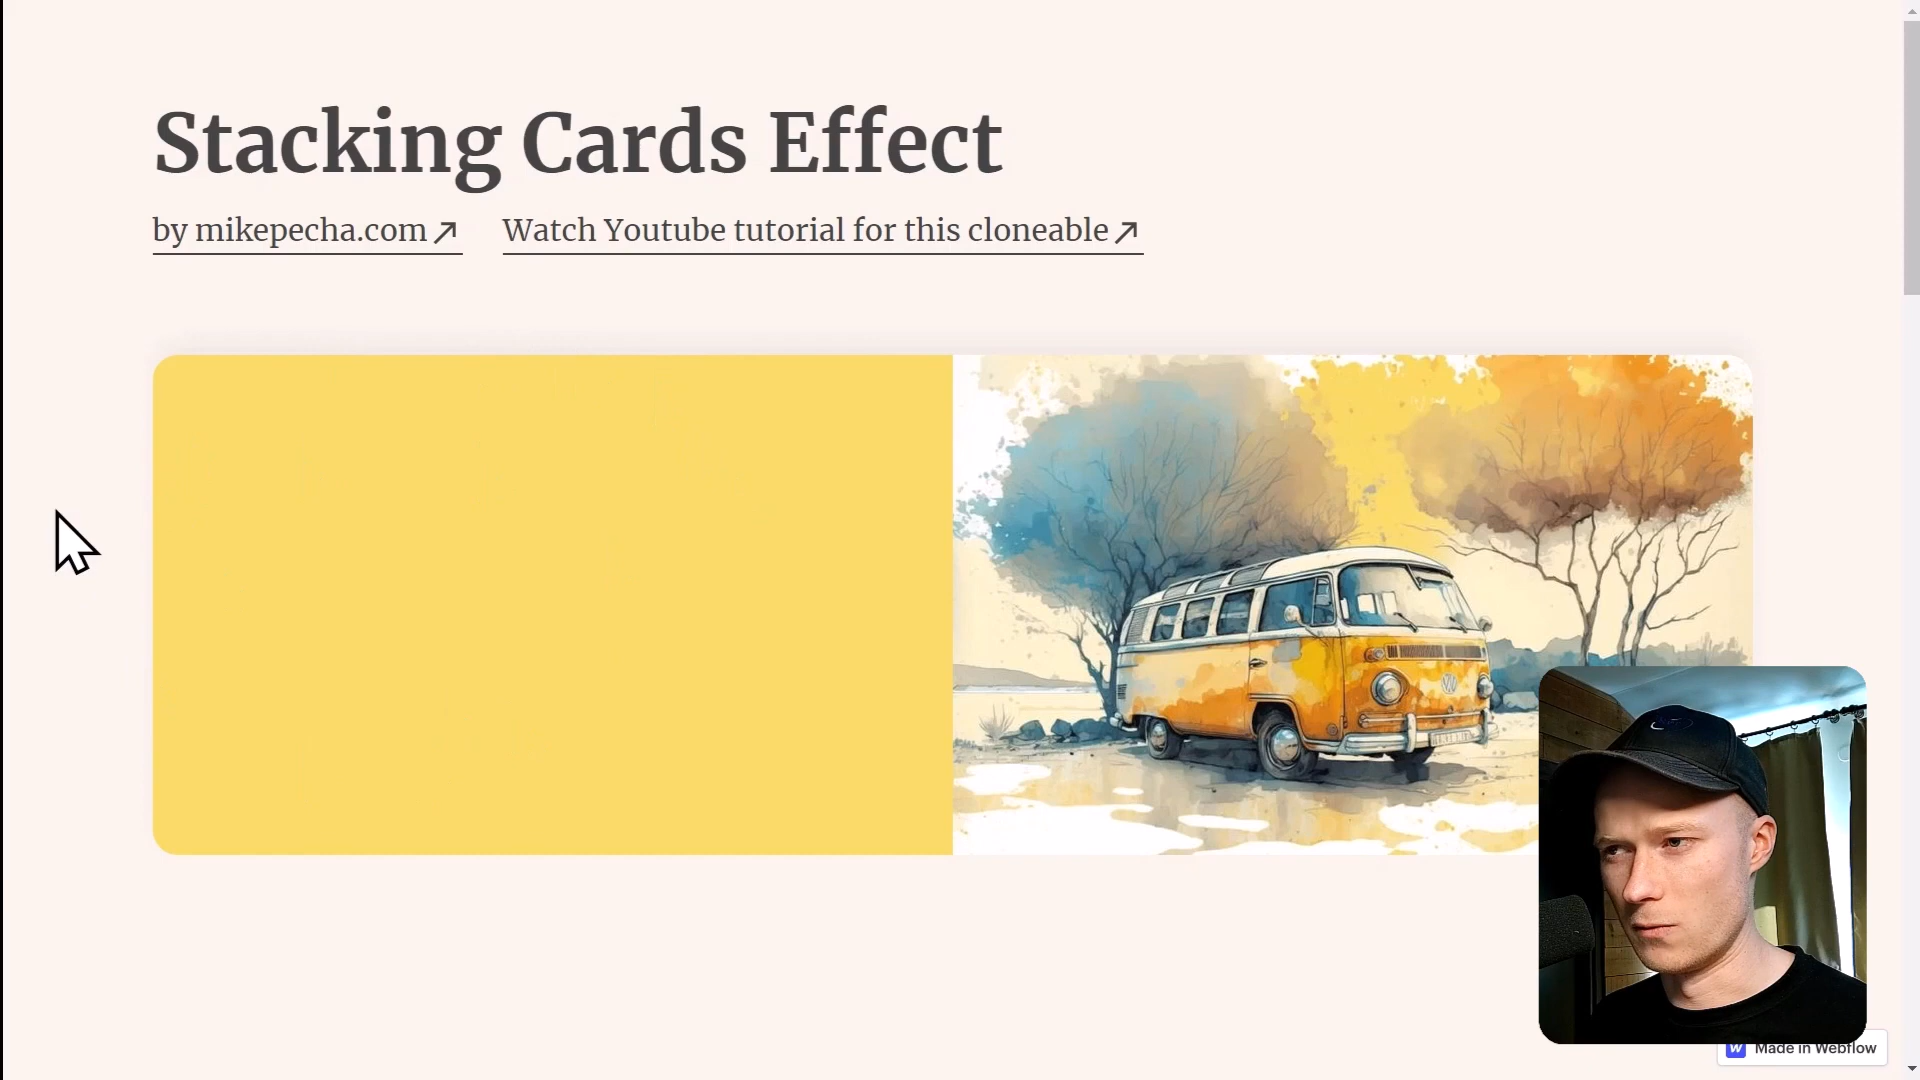 Stacking Cards Effect
by mikepecha.com↗ Watch Youtube tutorial for this cloneable↗
Made in Webflow